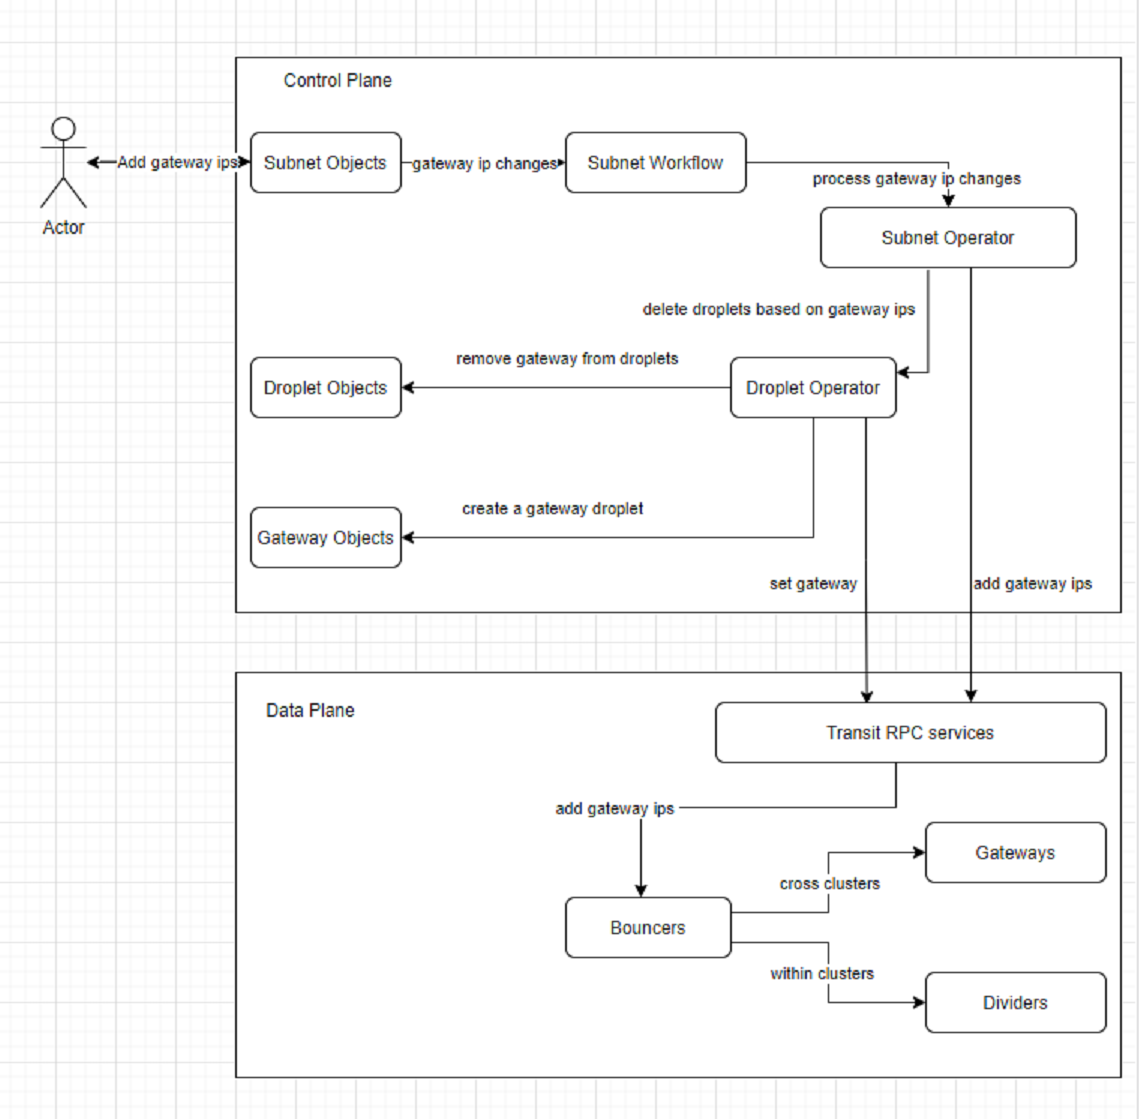 Control Plane
Add gateway ips
Subnet Objects
gateway ip changes
Subnet Workflow
process gateway ip changes
Actor
Subnet Operator
delete droplets based on gateway ips
remove gateway from droplets
Droplet Objects
Droplet Operator
create a gateway droplet
Gateway Objects
set gateway
add gateway ips
Data Plane
Transit RPC services
add gateway ips
Gateways
cross clusters
Bouncers
within clusters
Dividers